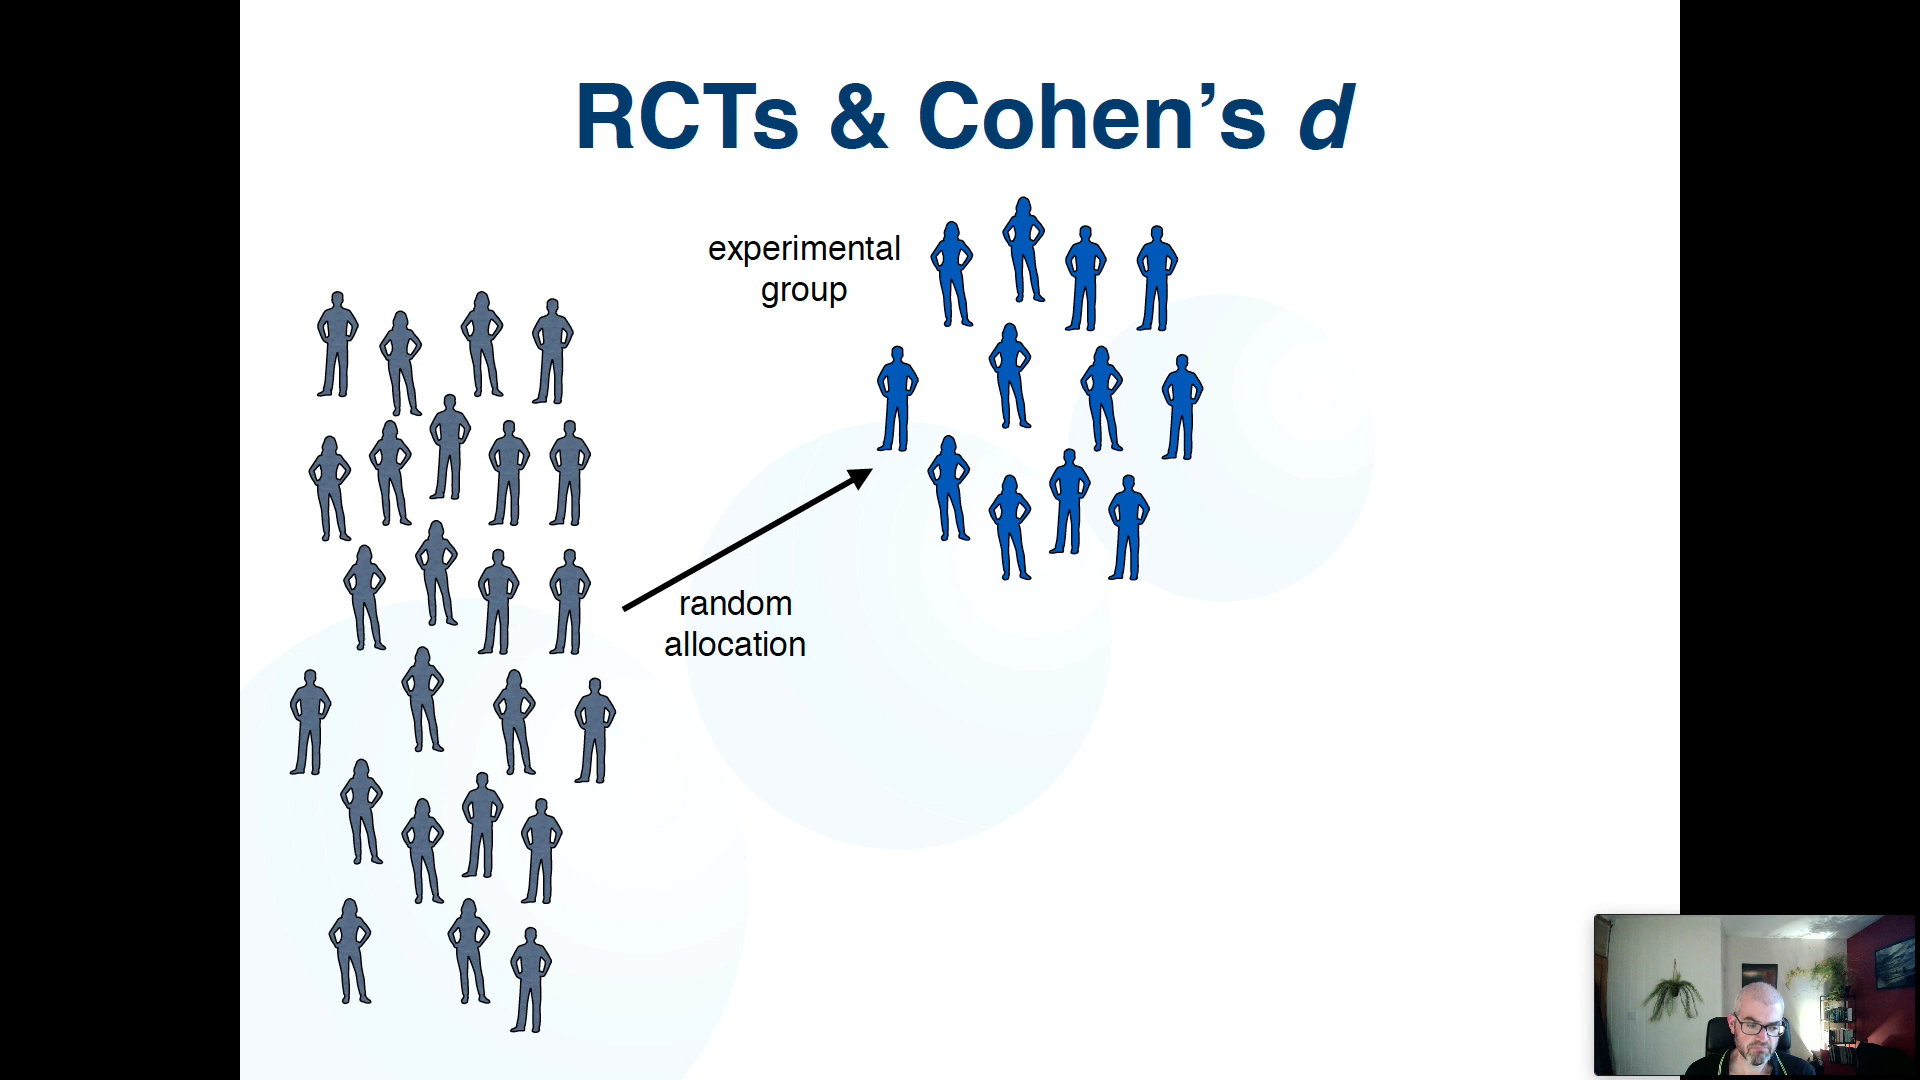 RCTs & Cohen’s d
experimental
group
random
allocation